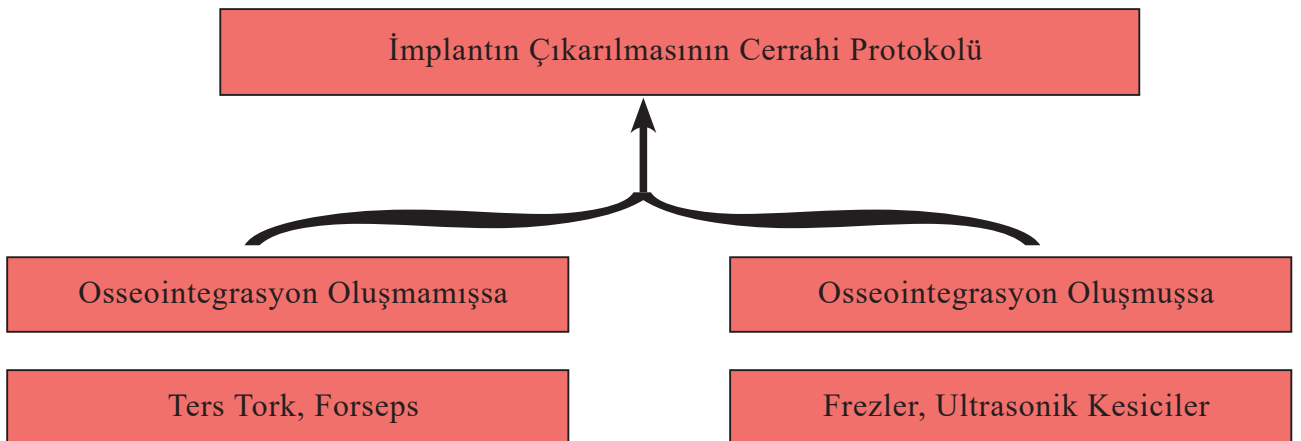 İmplantın Çıkarılmasının Cerrahi Protokolü
Osseointegrasyon Oluşmamışsa
Osseointegrasyon Oluşmuşsa
Ters Tork, Forseps
Frezler, Ultrasonik Kesiciler